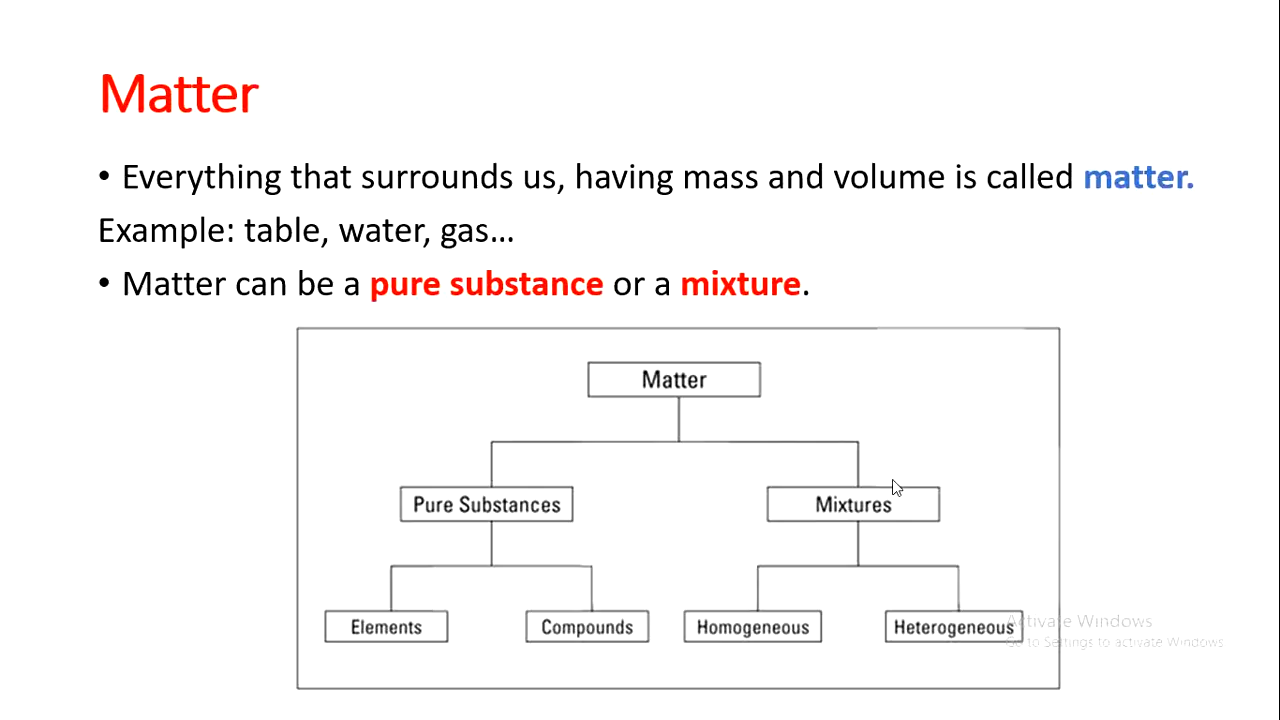 Matter
• Everything that surrounds us, having mass and volume is called matter.
Example: table, water, gas...
• Matter can be a pure substance or a mixture.
Matter
Pure Substances
Mixtures
Elements
Compounds
Homogeneous
Heterogeneous
Activate Windows
Go to Settings to activate Windows